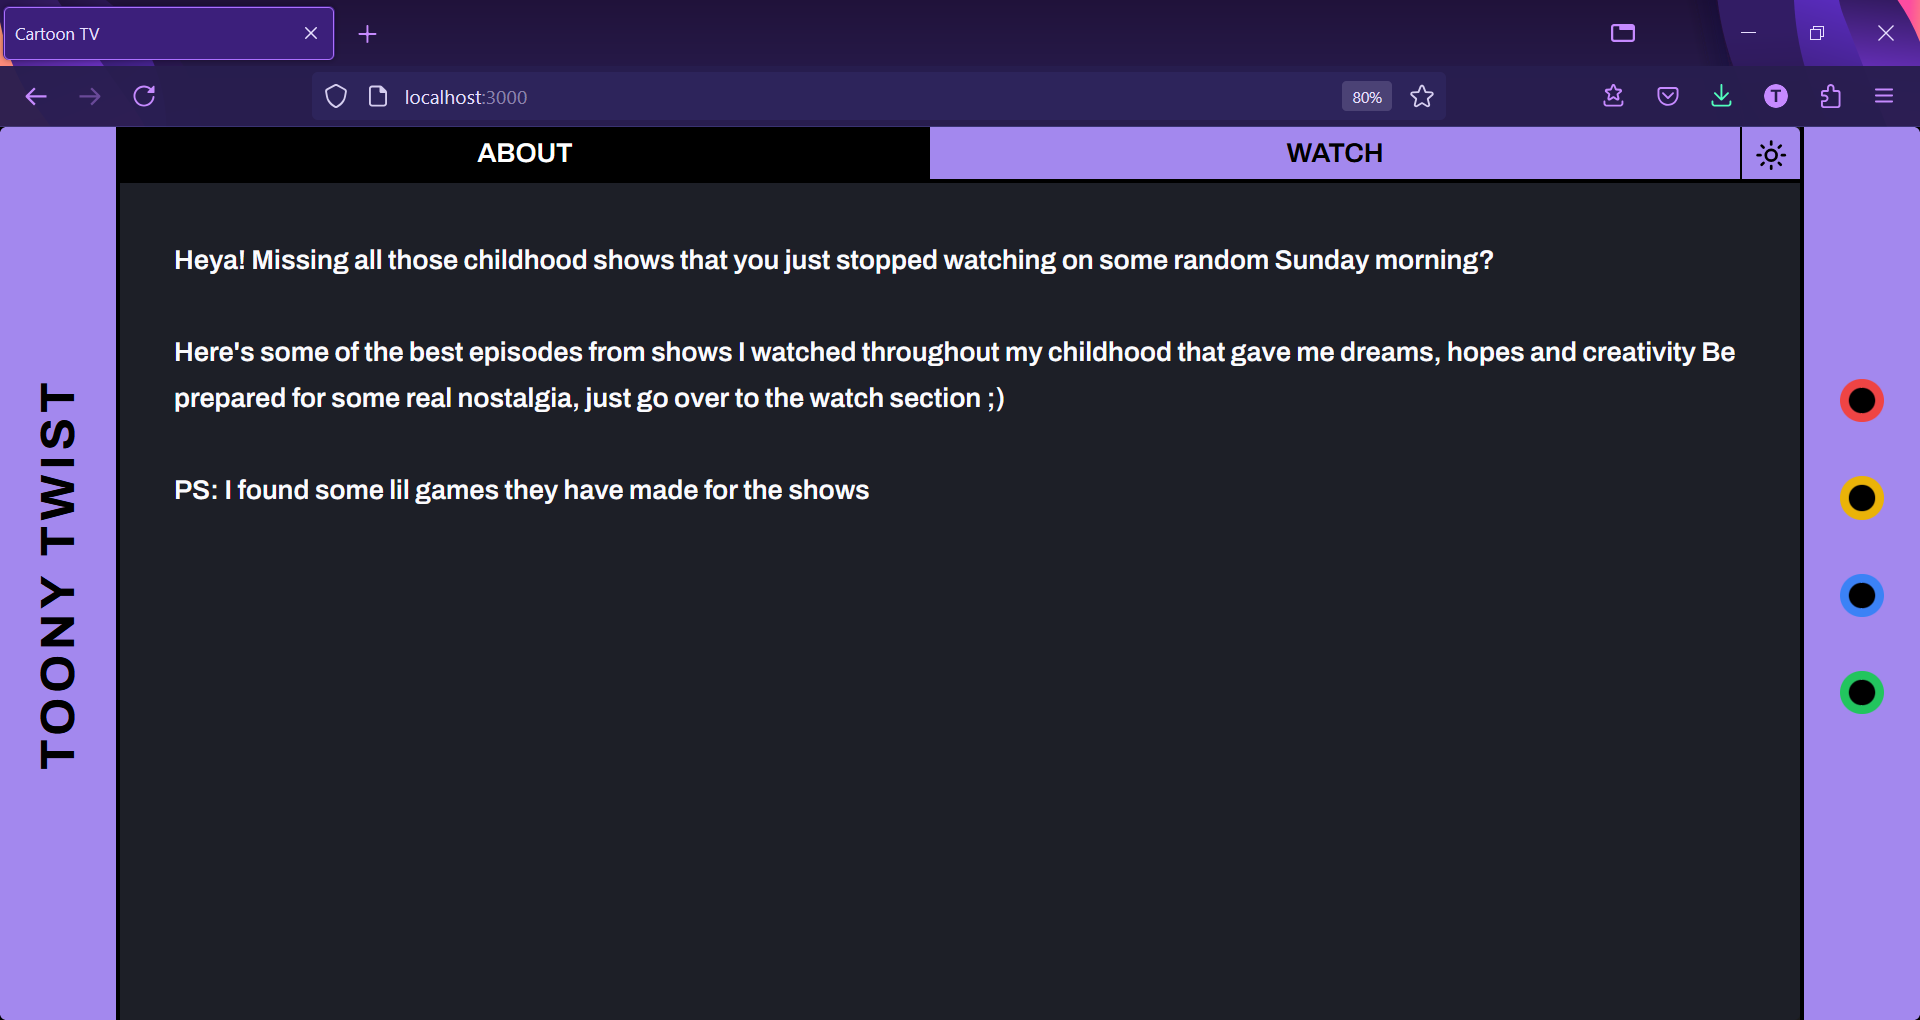 Cartoon TV
localhost:3000
80%
T
ABOUT
WATCH
TOONY TWIST
Heya! Missing all those childhood shows that you just stopped watching on some random Sunday morning?
Here's some of the best episodes from shows I watched throughout my childhood that gave me dreams, hopes and creativity Be
prepared for some real nostalgia, just go over to the watch section ;)
PS: I found some lil games they have made for the shows